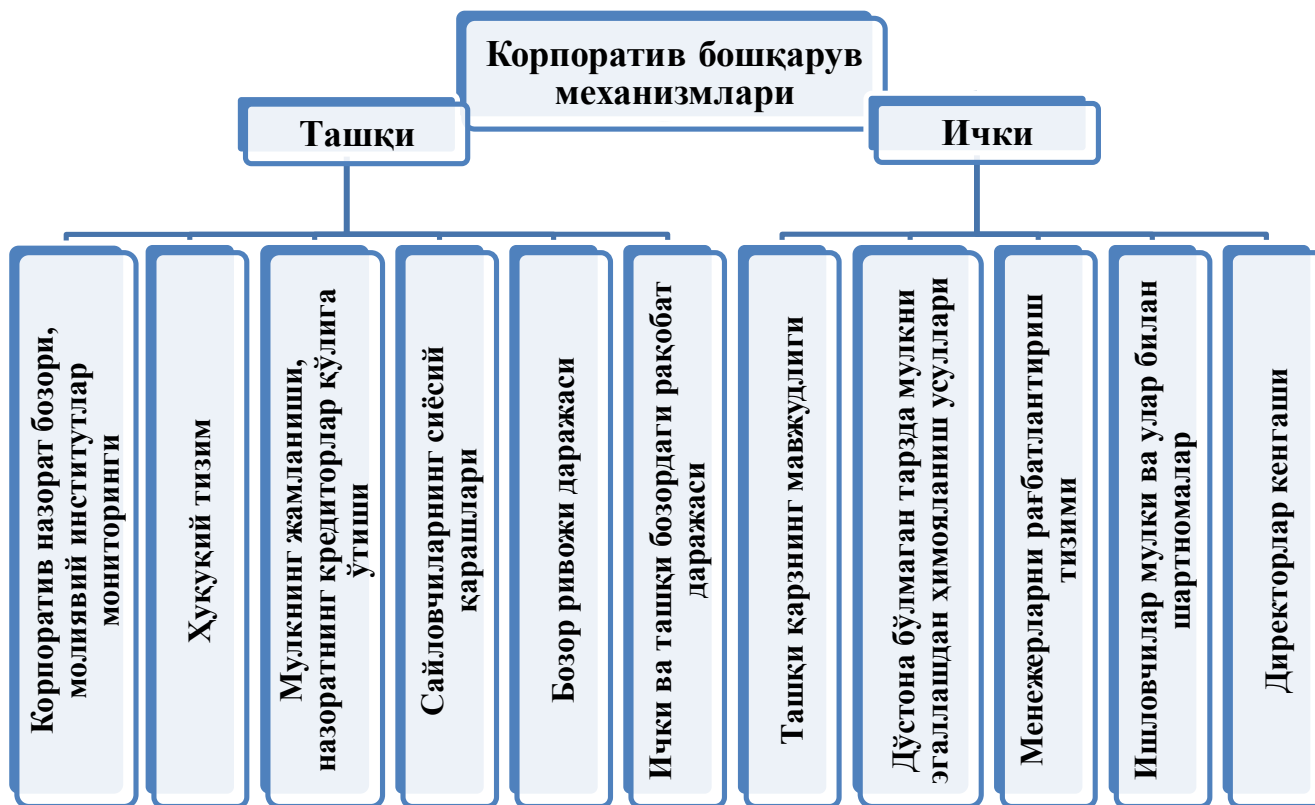 Корпоратив бошқарув
механизмлари
Ташқи
Ички
Корпоратив назорат бозори,
молиявий институтлар
мониторинги
Ҳуқуқий тизим
Мулкнинг жамланиши,
назоратнинг кредиторлар қўлига
ўтиши
Сайловчиларнинг сиёсий
қарашлари
Бозор ривожи даражаси
Ички ва ташқи бозордаги рақобат
даражаси
Ташқи қарзнинг мавжудлиги
Дўстона бўлмаган тарзда мулкни
эгаллашдан ҳимояланиш усуллари
Менежерларни рағбатлантириш
тизими
Ишловчилар мулки ва улар билан
шартномалар
Директорлар кенгаши